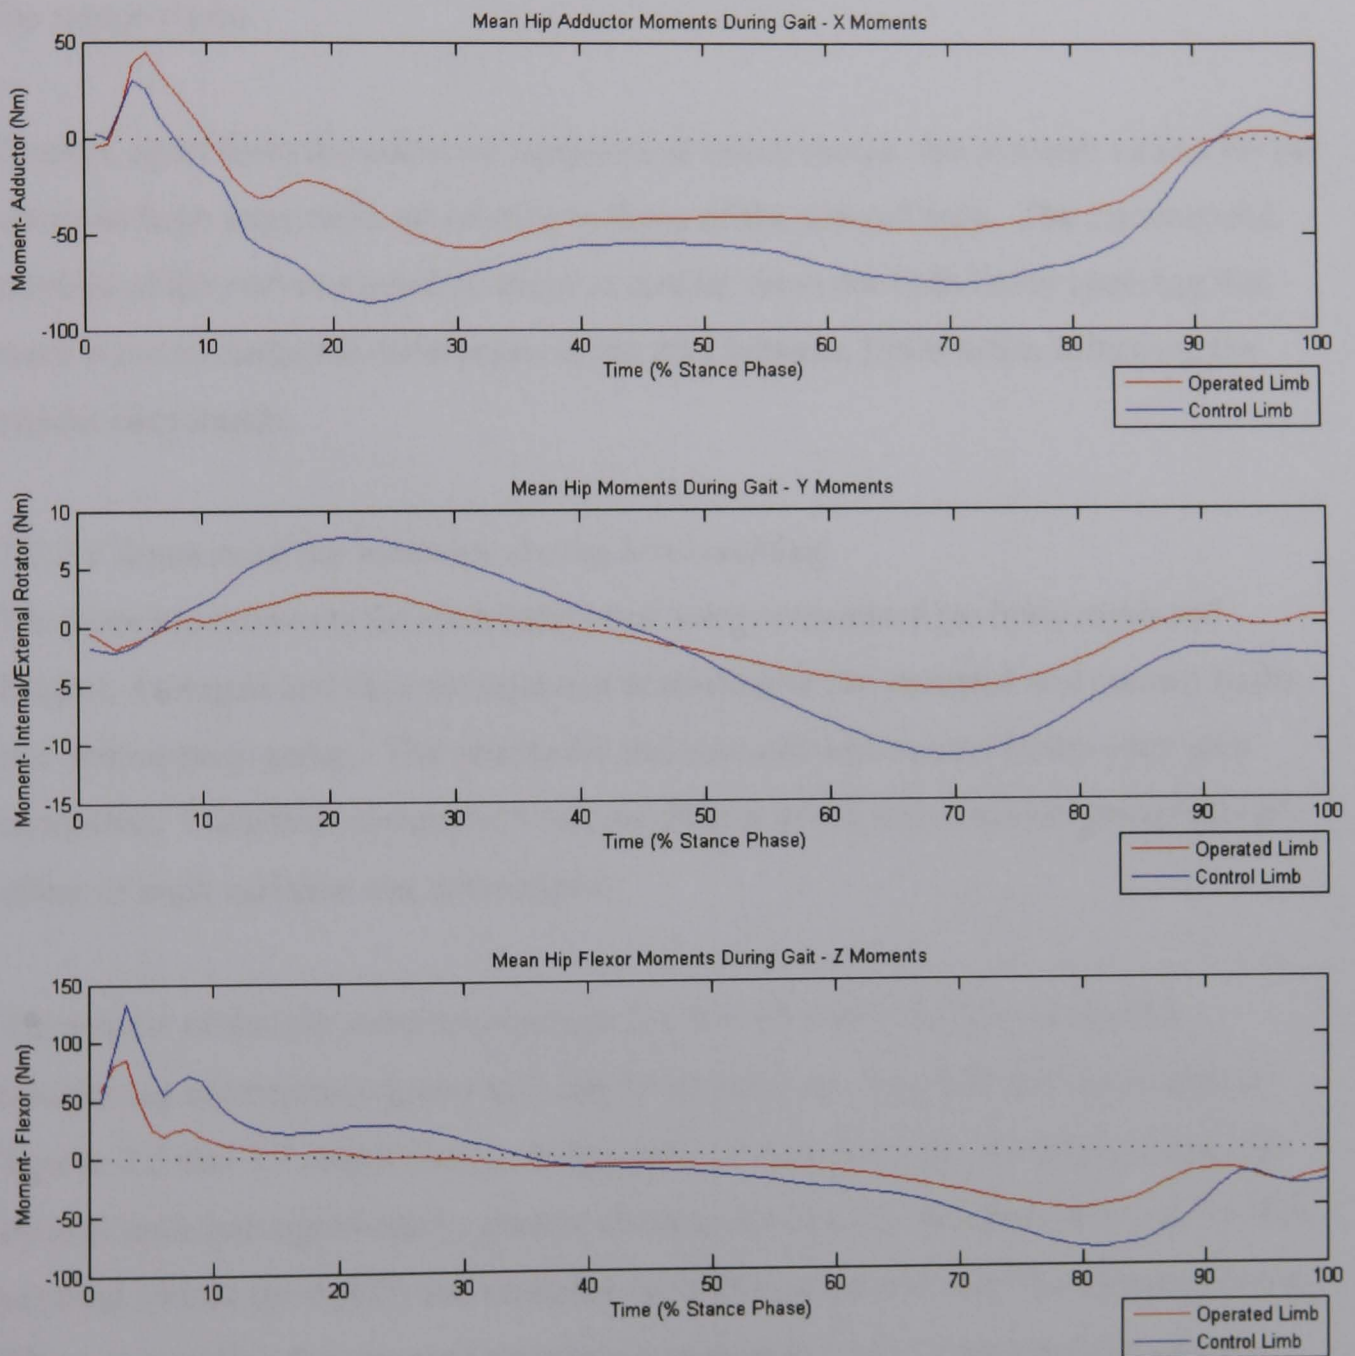 Mean Hip Adductor Moments During Gait - X Moments
Moment- Adductor (Nm)
50
0
-50
-100
0 10 20 30 40 50 60 70 80 90 100
Time (% Stance Phase)
Operated Limb
Control Limb
Mean Hip Moments During Gait - Y Moments
Moment- Internal/External Rotator (Nm)
10
5
0
-5
-10
-15
0 10 20 30 40 50 60 70 80 90 100
Time (% Stance Phase)
Operated Limb
Control Limb
Mean Hip Flexor Moments During Gait - Z Moments
Moment- Flexor (Nm)
150
100
50
0
-50
-100
0 10 20 30 40 50 60 70 80 90 100
Time (% Stance Phase)
Operated Limb
Control Limb